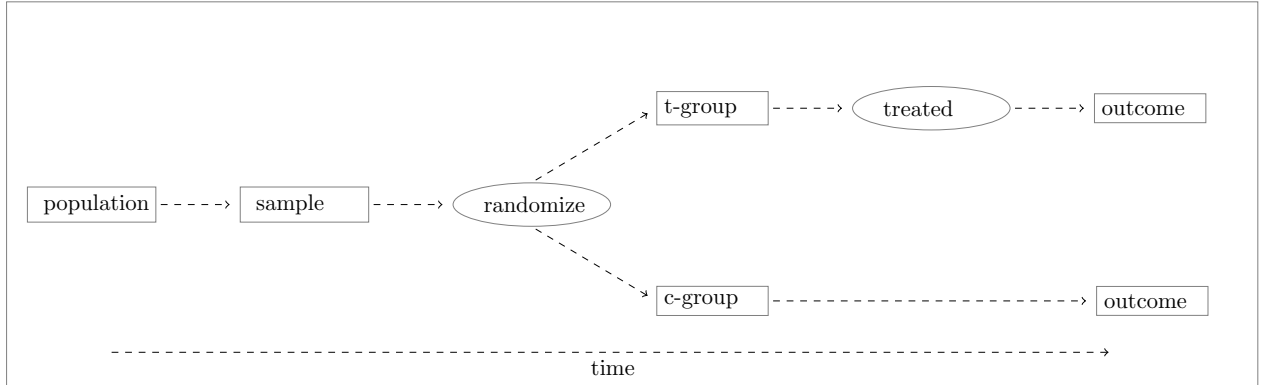 t-group
treated
outcome
population
sample
randomize
c-group
outcome
time